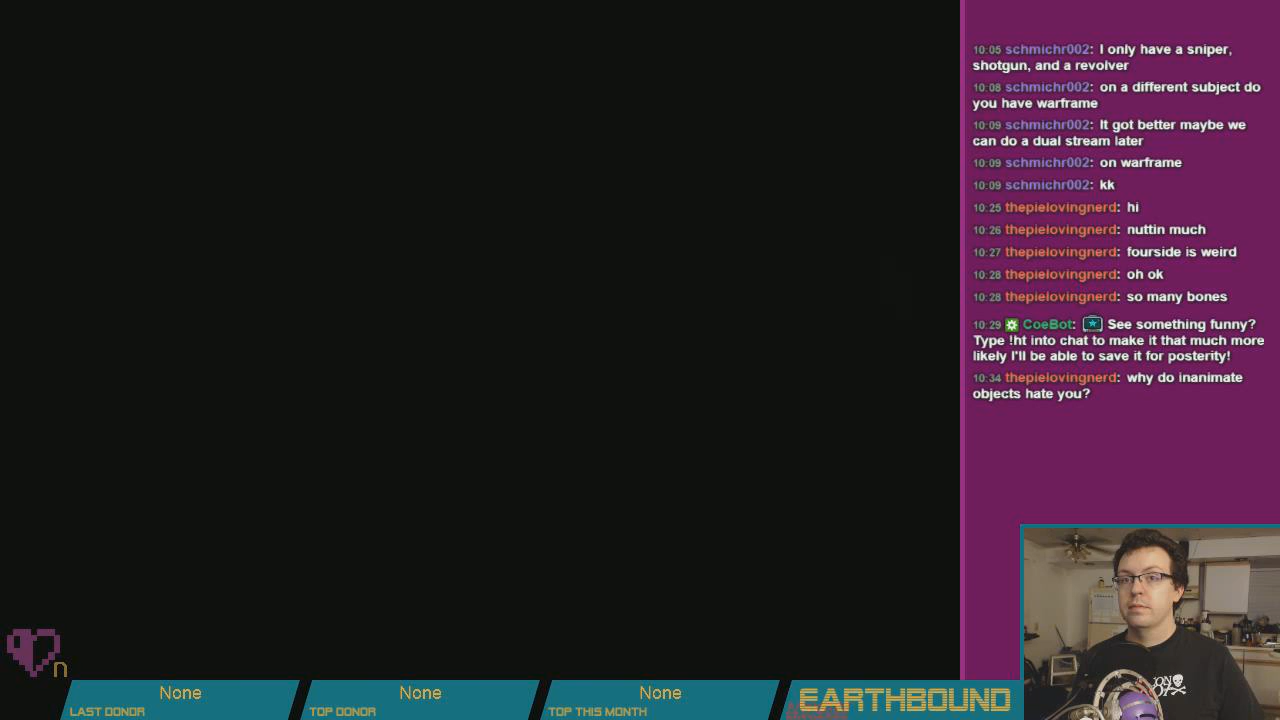 10:05 schmichr002: I only have a sniper,
shotgun, and a revolver
10:08 schmichr002: on a different subject do
you have warframe
10:09 schmichr002: It got better maybe we
can do a dual stream later
10:09 schmichr002: on warframe
10:09 schmichr002: kk
10:25 thepielovingnerd: hi
10:26 thepielovingnerd: nuttin much
10:27 thepielovingnerd: fourside is weird
10:28 thepielovingnerd: oh ok
10:28 thepielovingnerd: so many bones
10:29 CoeBot: See something funny?
Type !ht into chat to make it that much more
likely I'll be able to save it for posterity!
10:34 thepielovingnerd: why do inanimate
objects hate you?
n
None
LAST DONOR
None
TOP DONOR
None
TOP THIS MONTH
EARTHBOUND